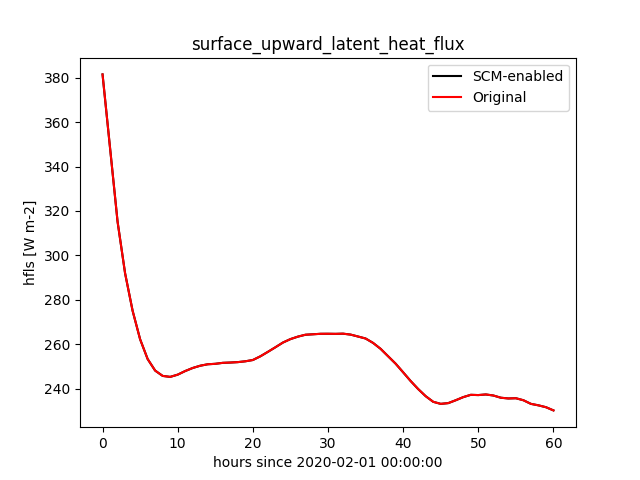 surface_upward_latent_heat_flux
SCM-enabled
Original
hfls [W m-2]
380
360
340
320
300
280
260
240
0 10 20 30 40 50 60
hours since 2020-02-01 00:00:00